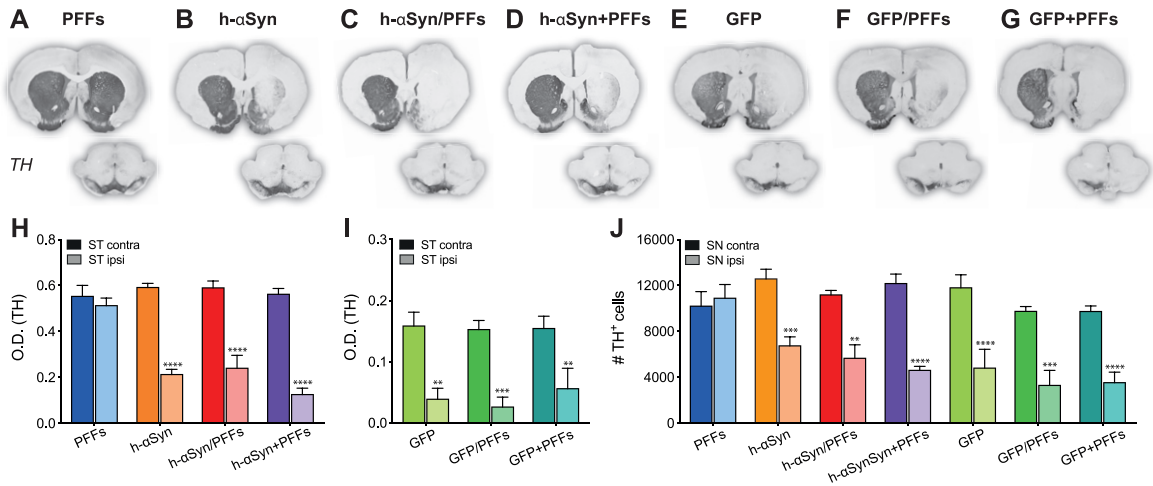 A PFFs
B h-αSyn
C h-αSyn/PFFs
D h-αSyn+PFFs
E GFP
F GFP/PFFs
G GFP+PFFs
TH
H
ST contra
ST ipsi
O.D. (TH)
0.8
0.6
0.4
0.2
0.0
****
****
****
PFFs
h-αSyn
h-αSyn/PFFs
h-αSyn+PFFs
I
ST contra
ST ipsi
O.D. (TH)
0.3
0.2
0.1
0.0
**
***
**
GFP
GFP/PFFs
GFP+PFFs
J
SN contra
SN ipsi
# TH⁺ cells
16000
12000
8000
4000
0
***
**
****
****
***
****
PFFs
h-αSyn
h-αSyn/PFFs
h-αSynSyn+PFFs
GFP
GFP/PFFs
GFP+PFFs